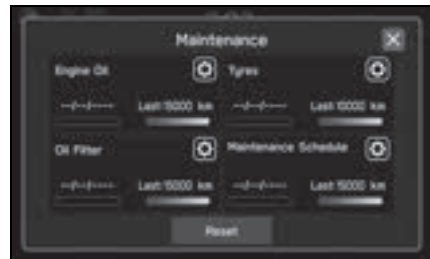 Maintenance
Engine Oil
Tyres
--/--/---- Last:15000 km
--/--/---- Last:10000 km
Oil Filter
Maintenance Schedule
--/--/---- Last:15000 km
--/--/---- Last:15000 km
Reset